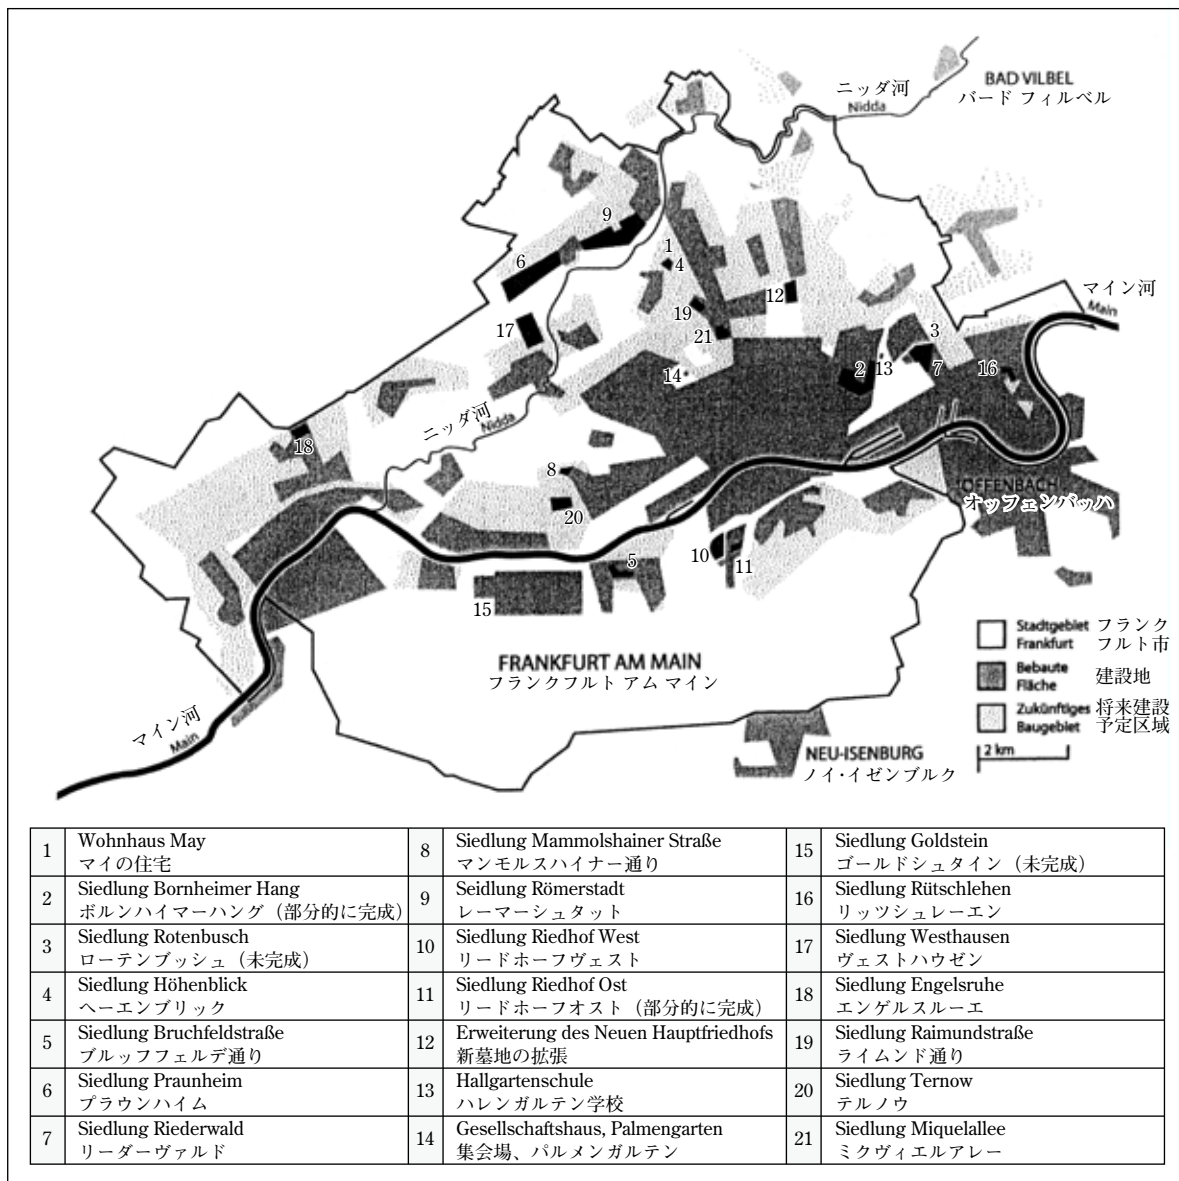 ニッダ河
Nidda
BAD VILBEL
バード フィルベル
9
1
4
6
12
マイン河
Main
19
17
21
3
14
2
13
7
16
ニッダ河
Nidda
18
8
OFFENBACH
オッフェンバッハ
20
10
5
11
15
FRANKFURT AM MAIN
フランクフルト アム マイン
Stadtgebiet フランク
Frankfurt フルト市
Bebaute
Fläche
建設地
Zukünftiges 将来建設
Baugebiet 予定区域
マイン河
Main
NEU-ISENBURG
ノイ・イゼンブルク
2 km
1
Wohnhaus May
マイの住宅
8
Siedlung Mammolshainer Straße
マンモルスハイナー通り
15
Siedlung Goldstein
ゴールドシュタイン（未完成）
2
Siedlung Bornheimer Hang
ボルンハイマーハング（部分的に完成）
9
Seidlung Römerstadt
レーマーシュタット
16
Siedlung Rütschlehen
リッツシュレーエン
3
Siedlung Rotenbusch
ローテンブッシュ（未完成）
10
Siedlung Riedhof West
リードホーフヴェスト
17
Siedlung Westhausen
ヴェストハウゼン
4
Siedlung Höhenblick
ヘーエンブリック
11
Siedlung Riedhof Ost
リードホーフオスト（部分的に完成）
18
Siedlung Engelsruhe
エンゲルスルーエ
5
Siedlung Bruchfeldstraße
ブルッフフェルデ通り
12
Erweiterung des Neuen Hauptfriedhofs
新墓地の拡張
19
Siedlung Raimundstraße
ライムンド通り
6
Siedlung Praunheim
プラウンハイム
13
Hallgartenschule
ハレンガルテン学校
20
Siedlung Ternow
テルノウ
7
Siedlung Riederwald
リーダーヴァルド
14
Gesellschaftshaus, Palmengarten
集会場、パルメンガルテン
21
Siedlung Miquelallee
ミクヴィエルアレー